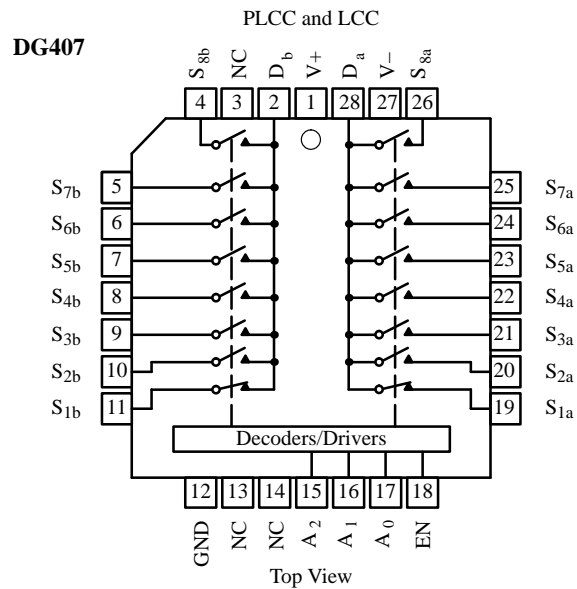 PLCC and LCC
DG407
S8b NC Db V+ Da V− S8a
4 3 2 1 28 27 26
S7b 5 25 S7a
S6b 6 24 S6a
S5b 7 23 S5a
S4b 8 22 S4a
S3b 9 21 S3a
S2b 10 20 S2a
S1b 11 19 S1a
Decoders/Drivers
12 13 14 15 16 17 18
GND NC NC A2 A1 A0 EN
Top View